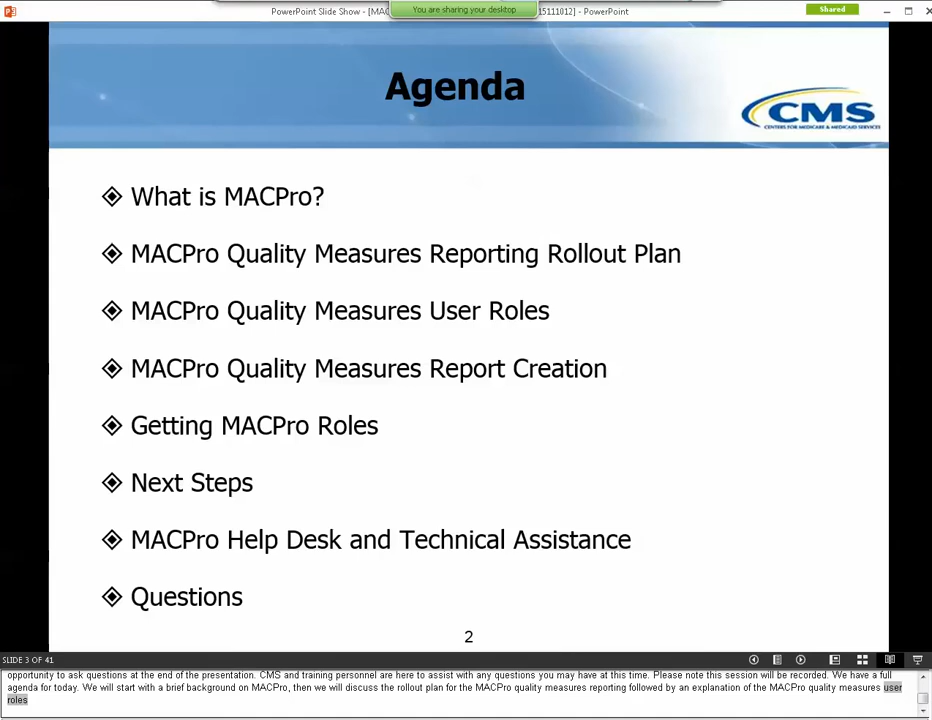 PowerPoint Slide Show - [MAC
You are sharing your desktop
15111012] - PowerPoint
Shared
Agenda
CMS
CENTERS FOR MEDICARE & MEDICAID SERVICES
What is MACPro?
MACPro Quality Measures Reporting Rollout Plan
MACPro Quality Measures User Roles
MACPro Quality Measures Report Creation
Getting MACPro Roles
Next Steps
MACPro Help Desk and Technical Assistance
Questions
2
SLIDE 3 OF 41
opportunity to ask questions at the end of the presentation. CMS and training personnel are here to assist with any questions you may have at this time. Please note this session will be recorded. We have a full
agenda for today. We will start with a brief background on MACPro, then we will discuss the rollout plan for the MACPro quality measures reporting followed by an explanation of the MACPro quality measures user
roles